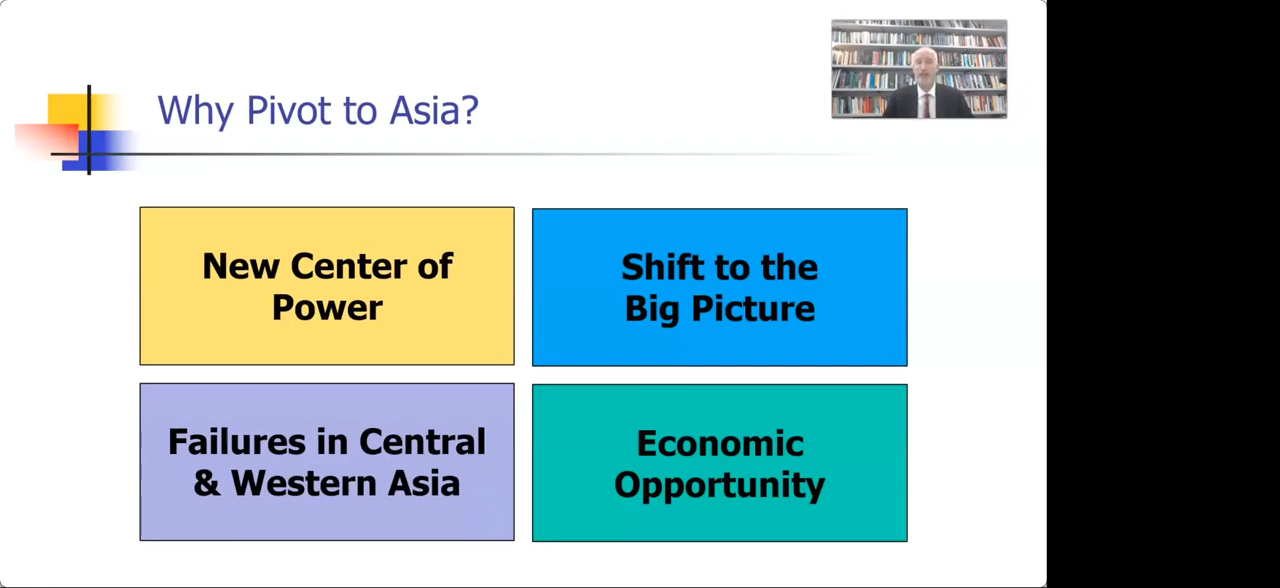 Why Pivot to Asia?
New Center of
Power
Shift to the
Big Picture
Failures in Central
& Western Asia
Economic
Opportunity